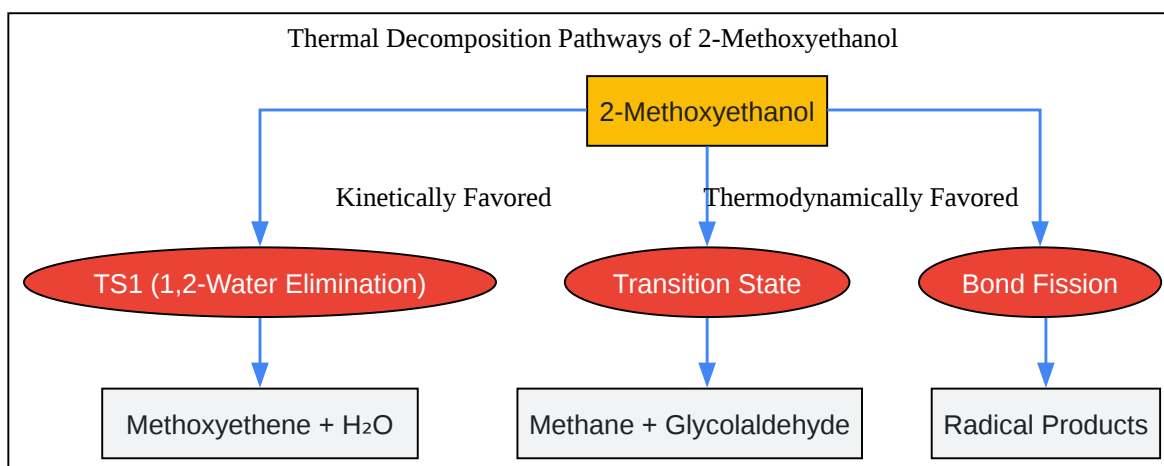 Thermal Decomposition Pathways of 2-Methoxyethanol
2-Methoxyethanol
Kinetically Favored
Thermodynamically Favored
TS1 (1,2-Water Elimination)
Transition State
Bond Fission
Methoxyethene + H₂O
Methane + Glycolaldehyde
Radical Products